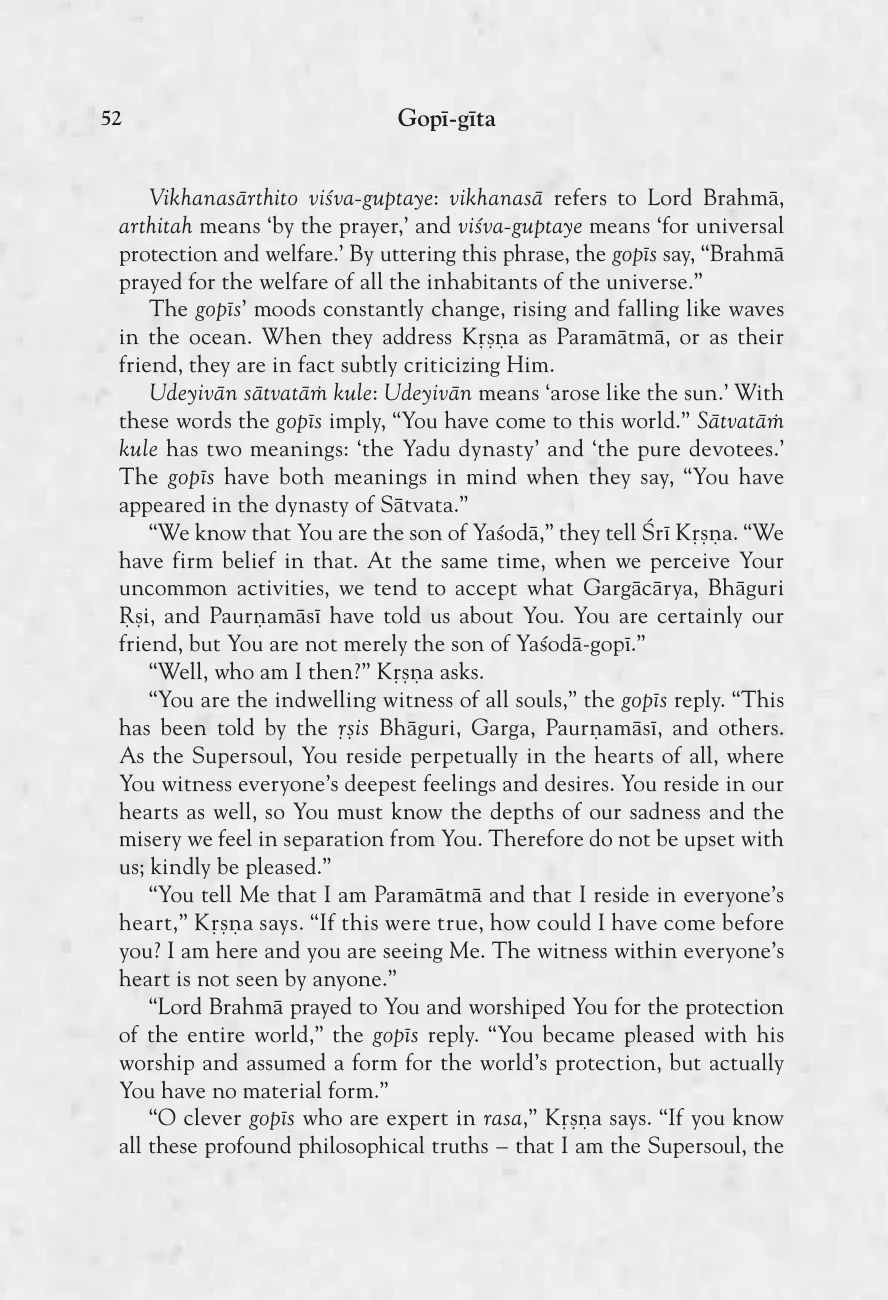 52
Gopī-gīta
Vikhanasārthito viśva-guptaye: vikhanasā refers to Lord Brahmā,
arthitah means ‘by the prayer,’ and viśva-guptaye means ‘for universal
protection and welfare.’ By uttering this phrase, the gopīs say, “Brahmā
prayed for the welfare of all the inhabitants of the universe.”
The gopīs’ moods constantly change, rising and falling like waves
in the ocean. When they address Kṛṣṇa as Paramātmā, or as their
friend, they are in fact subtly criticizing Him.
Udeyivān sātvatāṁ kule: Udeyivān means ‘arose like the sun.’ With
these words the gopīs imply, “You have come to this world.” Sātvatāṁ
kule has two meanings: ‘the Yadu dynasty’ and ‘the pure devotees.’
The gopīs have both meanings in mind when they say, “You have
appeared in the dynasty of Sātvata.”
“We know that You are the son of Yaśodā,” they tell Śrī Kṛṣṇa. “We
have firm belief in that. At the same time, when we perceive Your
uncommon activities, we tend to accept what Gargācārya, Bhāguri
Ṛṣi, and Paurṇamāsī have told us about You. You are certainly our
friend, but You are not merely the son of Yaśodā-gopī.”
“Well, who am I then?” Kṛṣṇa asks.
“You are the indwelling witness of all souls,” the gopīs reply. “This
has been told by the ṛṣis Bhāguri, Garga, Paurṇamāsī, and others.
As the Supersoul, You reside perpetually in the hearts of all, where
You witness everyone’s deepest feelings and desires. You reside in our
hearts as well, so You must know the depths of our sadness and the
misery we feel in separation from You. Therefore do not be upset with
us; kindly be pleased.”
“You tell Me that I am Paramātmā and that I reside in everyone’s
heart,” Kṛṣṇa says. “If this were true, how could I have come before
you? I am here and you are seeing Me. The witness within everyone’s
heart is not seen by anyone.”
“Lord Brahmā prayed to You and worshiped You for the protection
of the entire world,” the gopīs reply. “You became pleased with his
worship and assumed a form for the world’s protection, but actually
You have no material form.”
“O clever gopīs who are expert in rasa,” Kṛṣṇa says. “If you know
all these profound philosophical truths – that I am the Supersoul, the